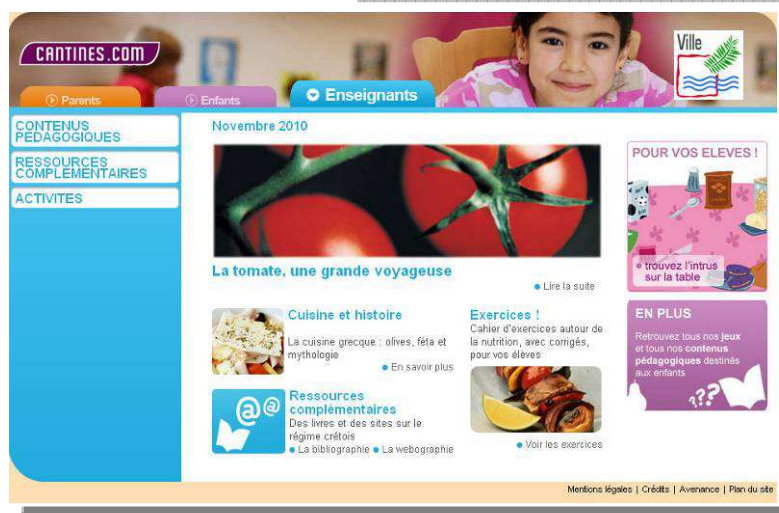 CANTINES.COM
Ville
Parents
Enfants
Enseignants
CONTENUS
PÉDAGOGIQUES
RESSOURCES
COMPLÉMENTAIRES
ACTIVITES
Novembre 2010
La tomate, une grande voyageuse
Lire la suite
Cuisine et histoire
La cuisine grecque : olives, féta et
mythologie
En savoir plus
Ressources
complémentaires
Des livres et des sites sur le
régime crétois
La bibliographie La webographie
Exercices !
Cahier d'exercices autour de
la nutrition, avec corrigés,
pour vos élèves
Voir les exercices
POUR VOS ELEVES !
trouvez l'intrus
sur la table
EN PLUS
Retrouvez tous nos jeux
et tous nos contenus
pédagogiques destinés
aux enfants
???
Mentions légales | Crédits | Avenance | Plan du site